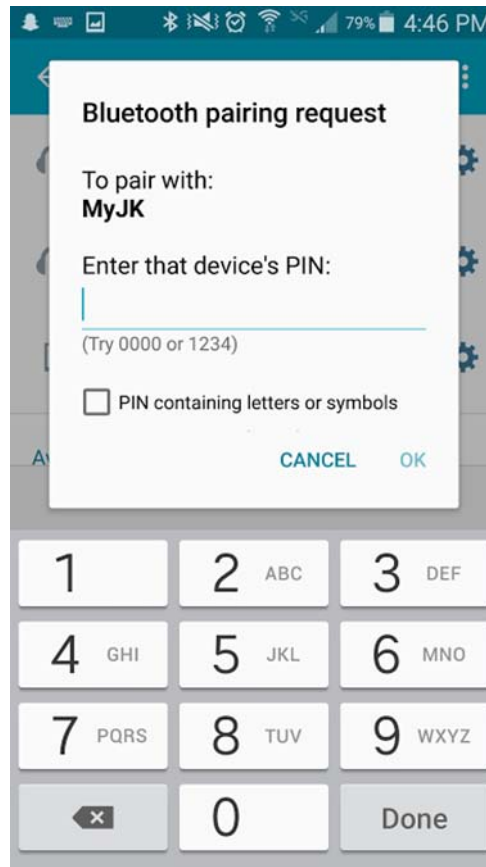 79% 4:46 PM
Bluetooth pairing request
To pair with:
MyJK
Enter that device's PIN:
(Try 0000 or 1234)
PIN containing letters or symbols
CANCEL OK
1
2 ABC
3 DEF
4 GHI
5 JKL
6 MNO
7 PQRS
8 TUV
9 WXYZ
0
Done